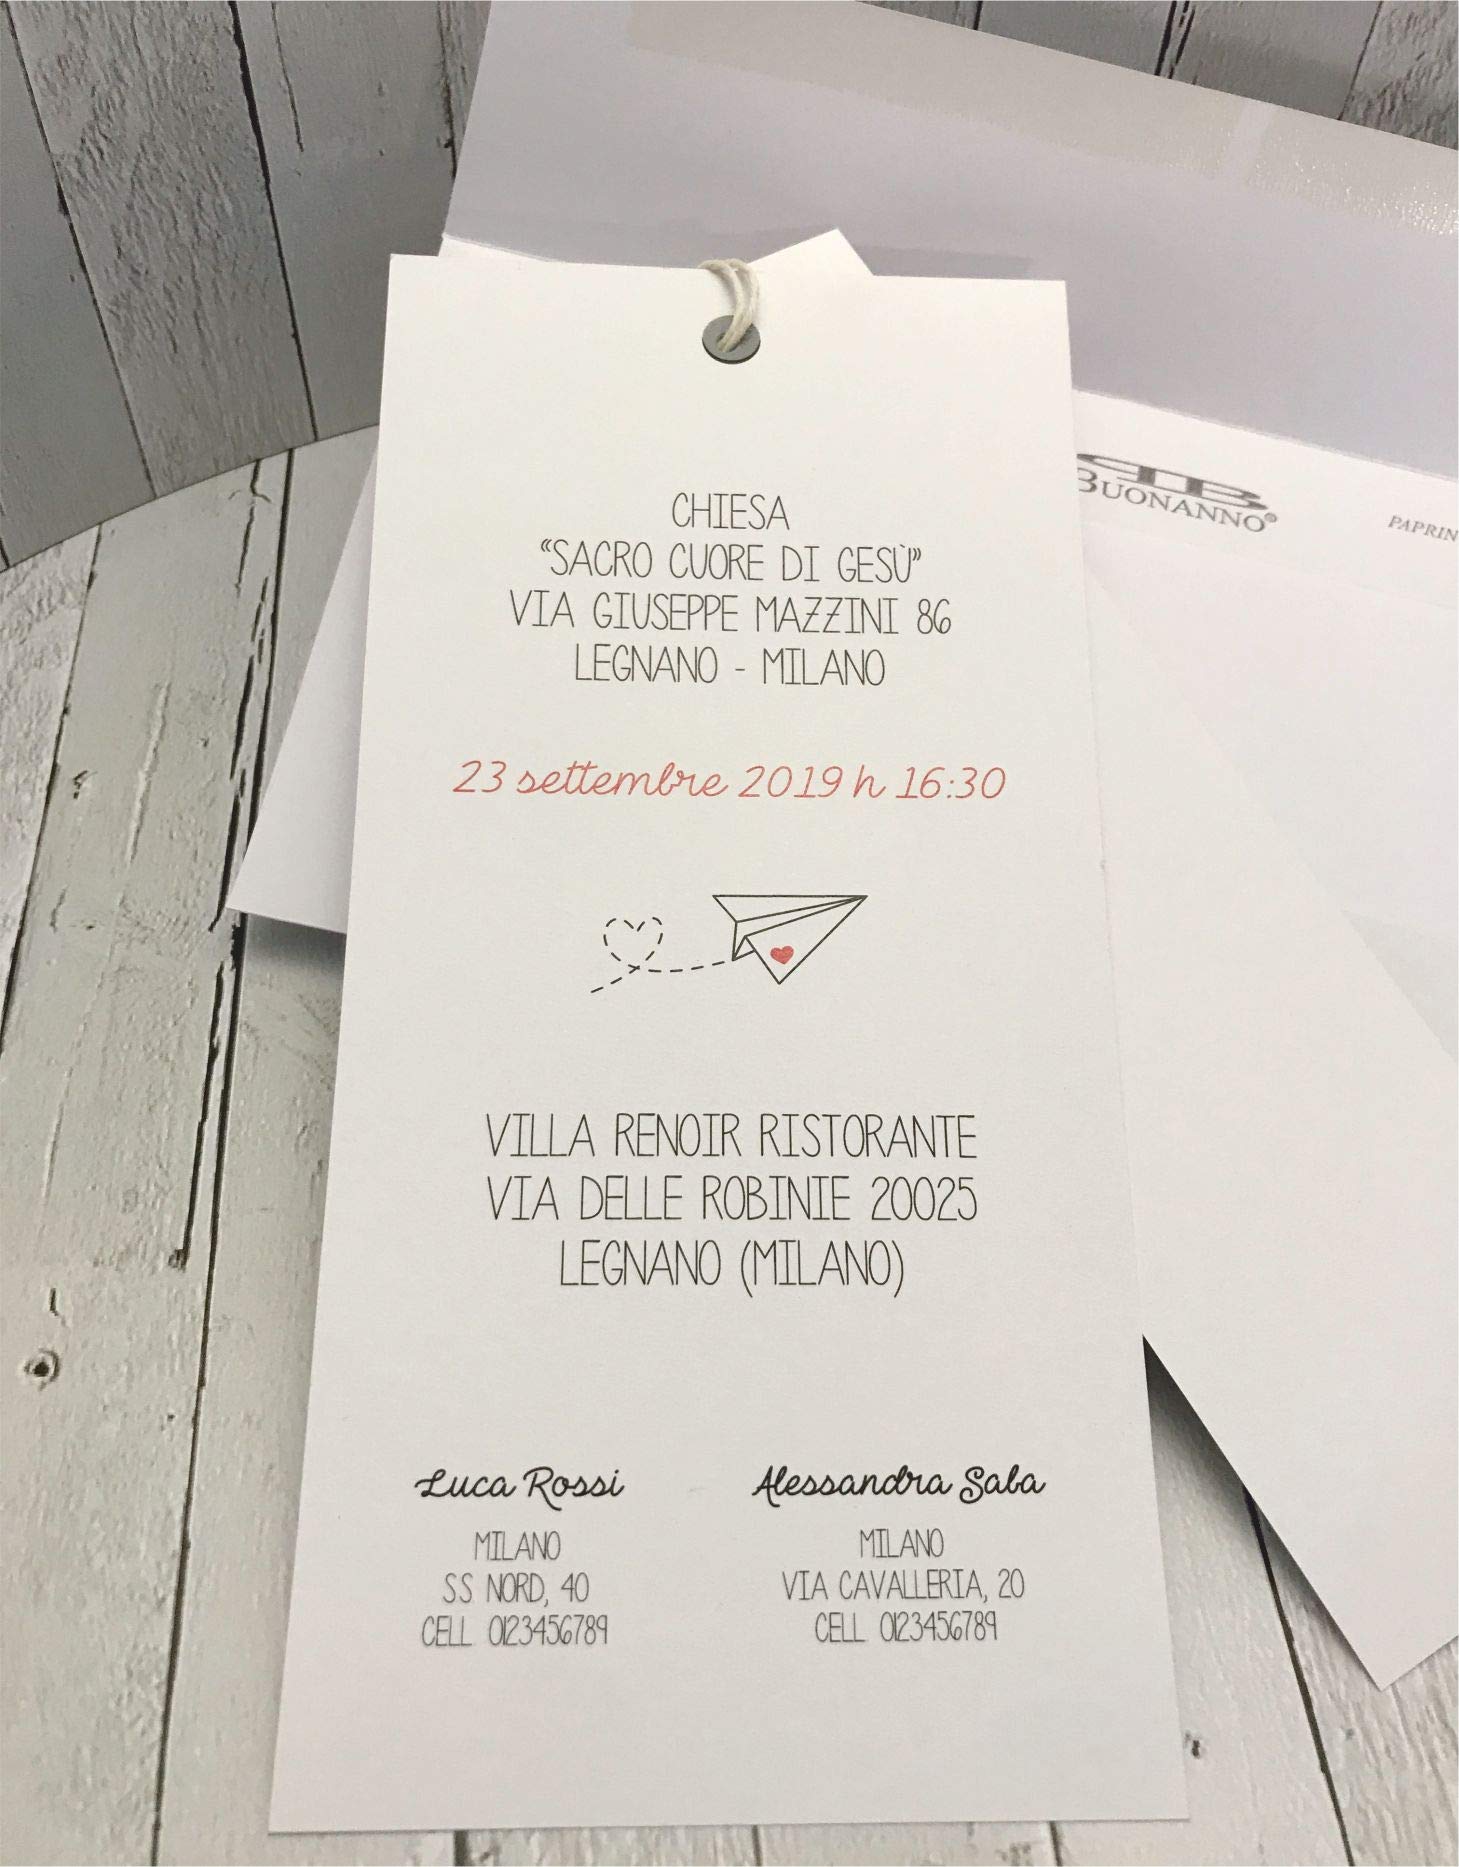 BUONANNO®
CHIESA
“SACRO CUORE DI GESÙ”
VIA GIUSEPPE MAZZINI 86
LEGNANO - MILANO
23 settembre 2019 h 16:30
VILLA RENOIR RISTORANTE
VIA DELLE ROBINIE 20025
LEGNANO (MILANO)
Luca Rossi
MILANO
SS NORD, 40
CELL 0123456789
Alessandra Saba
MILANO
VIA CAVALLERIA, 20
CELL 0123456789